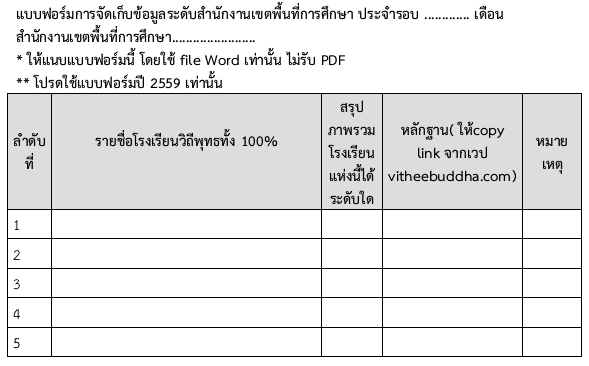 แบบฟอร์มการจัดเก็บข้อมูลระดับสำนักงานเขตพื้นที่การศึกษา ประจำรอบ ............. เดือน
สำนักงานเขตพื้นที่การศึกษา........................
* ให้แนบแบบฟอร์มนี้ โดยใช้ file Word เท่านั้น ไม่รับ PDF
** โปรดใช้แบบฟอร์มปี 2559 เท่านั้น
ลำดับ
ที่
รายชื่อโรงเรียนวิถีพุทธทั้ง 100%
สรุป
ภาพรวม
โรงเรียน
แห่งนี้ได้
ระดับใด
หลักฐาน( ให้copy
link จากเวป
vitheebuddha.com)
หมาย
เหตุ
1
2
3
4
5